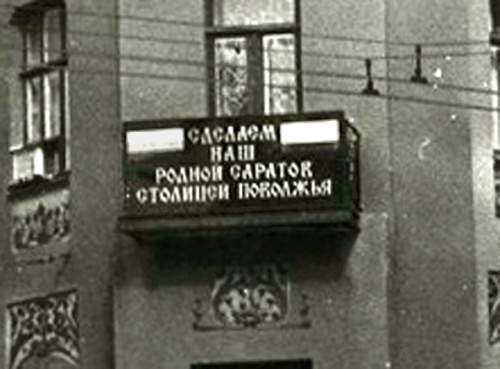 СДЕЛАЕМ
НАШ
РОДНОЙ САРАТОВ
СТОЛИЦЕЙ ПОВОЛЖЬЯ